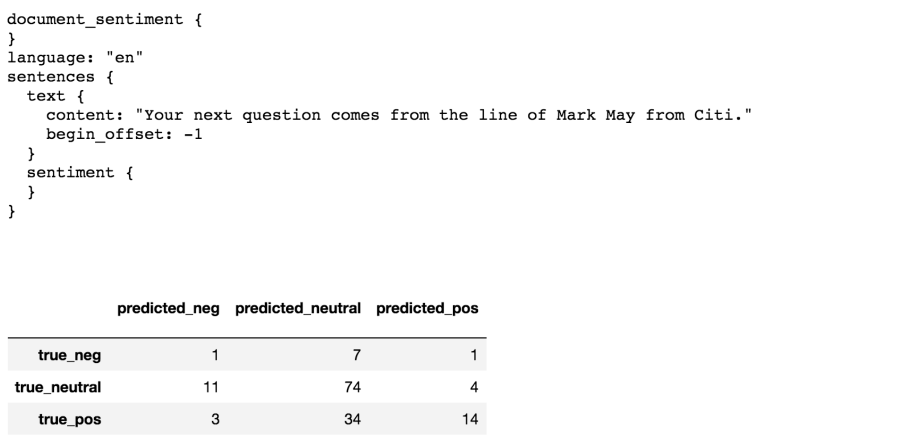 document_sentiment {
}
language: "en"
sentences {
  text {
    content: "Your next question comes from the line of Mark May from Citi."
    begin_offset: -1
  }
  sentiment {
  }
}
predicted_neg predicted_neutral predicted_pos
true_neg 1 7 1
true_neutral 11 74 4
true_pos 3 34 14